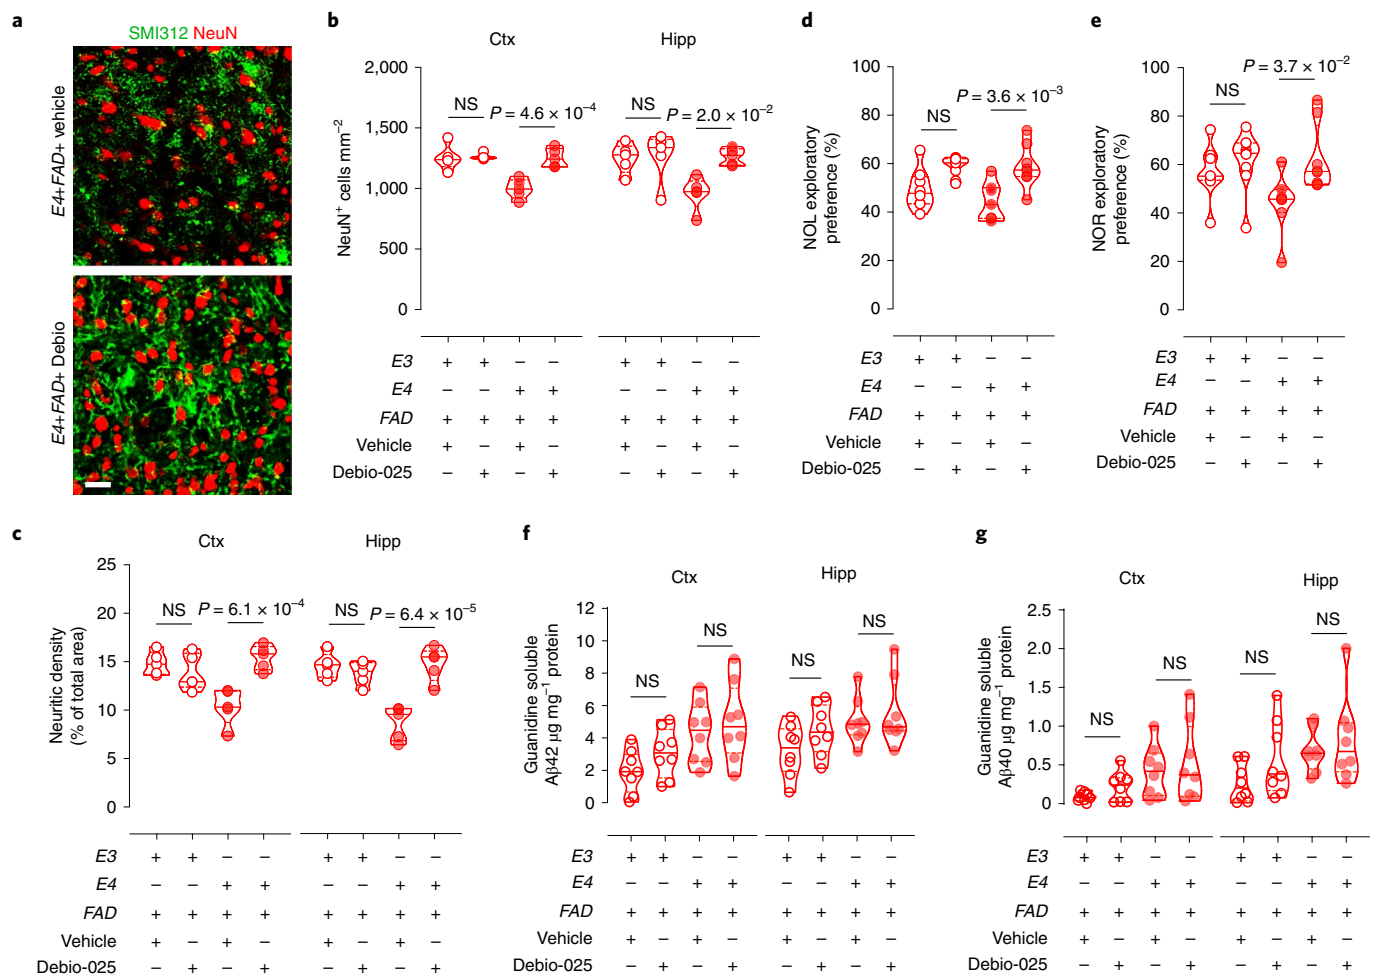 a
SMI312 NeuN
E4+FAD+ vehicle
E4+FAD+ Debio
b
Ctx
Hipp
NeuN⁺ cells mm⁻²
2,000
1,500
1,000
500
0
NS
P = 4.6 × 10⁻⁴
NS
P = 2.0 × 10⁻²
E3 + + – – + + – –
E4 – – + + – – + +
FAD + + + + + + + +
Vehicle + – + – + – + –
Debio-025 – + – + – + – +
d
NOL exploratory
preference (%)
100
80
60
40
20
0
NS
P = 3.6 × 10⁻³
E3 + + – –
E4 – – + +
FAD + + + +
Vehicle + – + –
Debio-025 – + – +
e
NOR exploratory
preference (%)
100
80
60
40
20
0
NS
P = 3.7 × 10⁻²
E3 + + – –
E4 – – + +
FAD + + + +
Vehicle + – + –
Debio-025 – + – +
c
Ctx
Hipp
Neuritic density
(% of total area)
25
20
15
10
5
0
NS
P = 6.1 × 10⁻⁴
NS
P = 6.4 × 10⁻⁵
E3 + + – – + + – –
E4 – – + + – – + +
FAD + + + + + + + +
Vehicle + – + – + – + –
Debio-025 – + – + – + – +
f
Ctx
Hipp
Guanidine soluble
Aβ42 μg mg⁻¹ protein
12
10
8
6
4
2
0
NS
NS
NS
NS
E3 + + – – + + – –
E4 – – + + – – + +
FAD + + + + + + + +
Vehicle + – + – + – + –
Debio-025 – + – + – + – +
g
Ctx
Hipp
Guanidine soluble
Aβ40 μg mg⁻¹ protein
2.5
2.0
1.5
1.0
0.5
0
NS
NS
NS
NS
E3 + + – – + + – –
E4 – – + + – – + +
FAD + + + + + + + +
Vehicle + – + – + – + –
Debio-025 – + – + – + – +